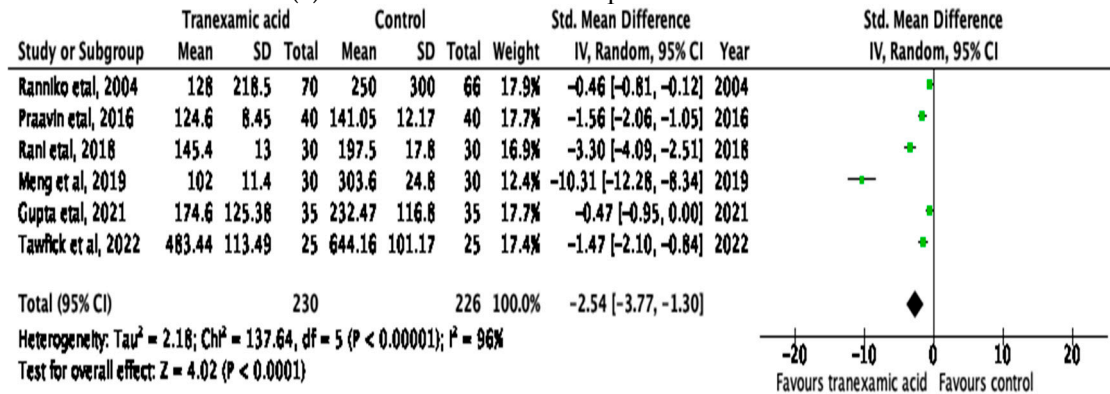 Tranexamic acid Control Std. Mean Difference Std. Mean Difference
Study or Subgroup Mean SD Total Mean SD Total Weight IV, Random, 95% CI Year IV, Random, 95% CI
Ranniko etal, 2004 128 218.5 70 250 300 66 17.9% −0.46 [−0.81, −0.12] 2004
Praavin etal, 2016 124.6 8.45 40 141.05 12.17 40 17.7% −1.56 [−2.06, −1.05] 2016
Rani etal, 2018 145.4 13 30 197.5 17.8 30 16.9% −3.30 [−4.09, −2.51] 2018
Meng et al, 2019 102 11.4 30 303.6 24.8 30 12.4% −10.31 [−12.28, −8.34] 2019
Gupta etal, 2021 174.6 125.38 35 232.47 116.8 35 17.7% −0.47 [−0.95, 0.00] 2021
Tawfick et al, 2022 483.44 113.49 25 644.16 101.17 25 17.4% −1.47 [−2.10, −0.84] 2022
Total (95% CI) 230 226 100.0% −2.54 [−3.77, −1.30]
Heterogeneity: Tau² = 2.18; Chi² = 137.64, df = 5 (P < 0.00001); I² = 96%
Test for overall effect: Z = 4.02 (P < 0.0001)
−20 −10 0 10 20
Favours tranexamic acid Favours control